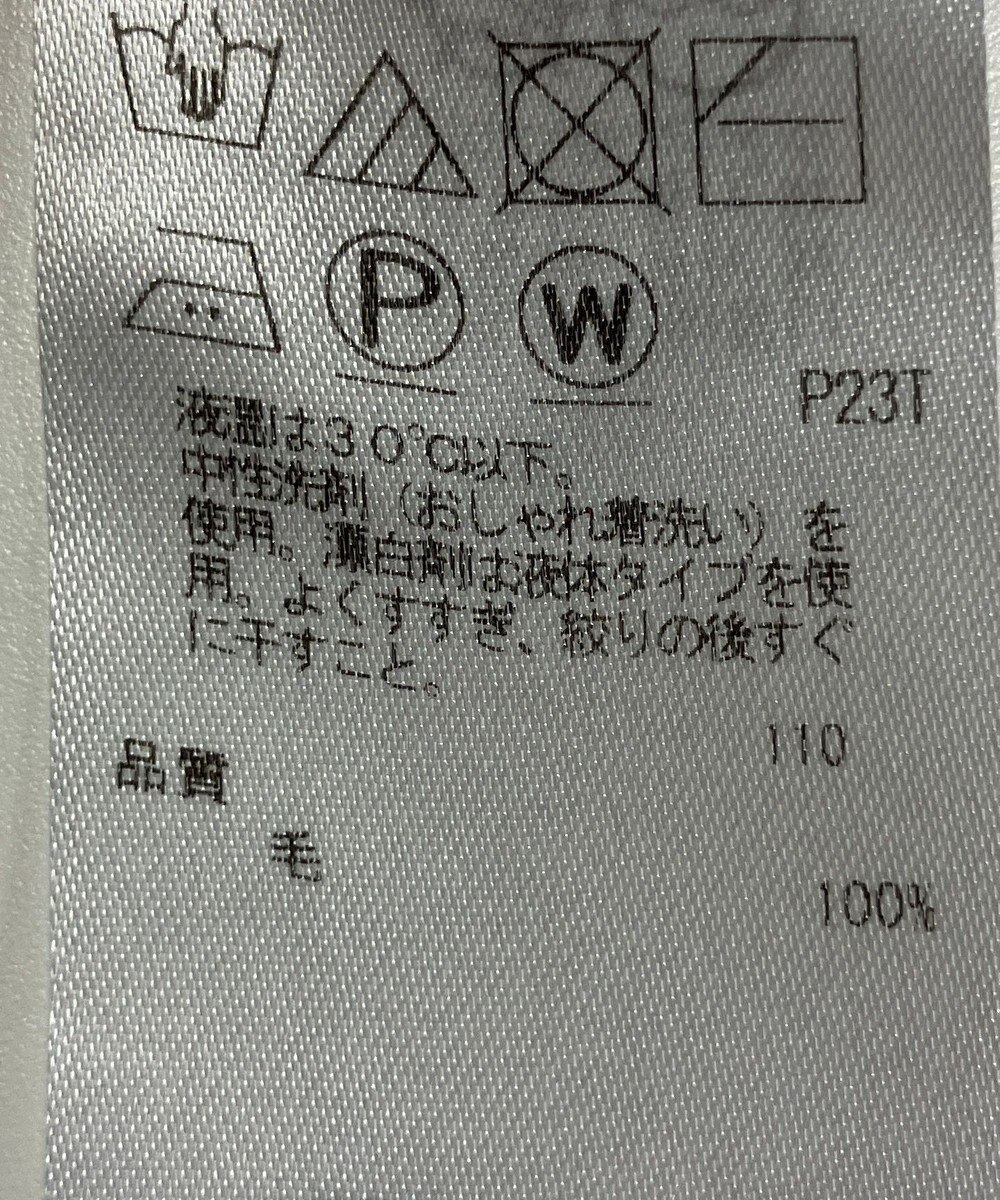 P
W
P23T
液温は30℃以下。
中性洗剤(おしゃれ着洗い)を
使用。漂白剤は液体タイプを使
用。よくすすぎ、絞りの後すぐ
に干すこと。
110
品質
毛
100%